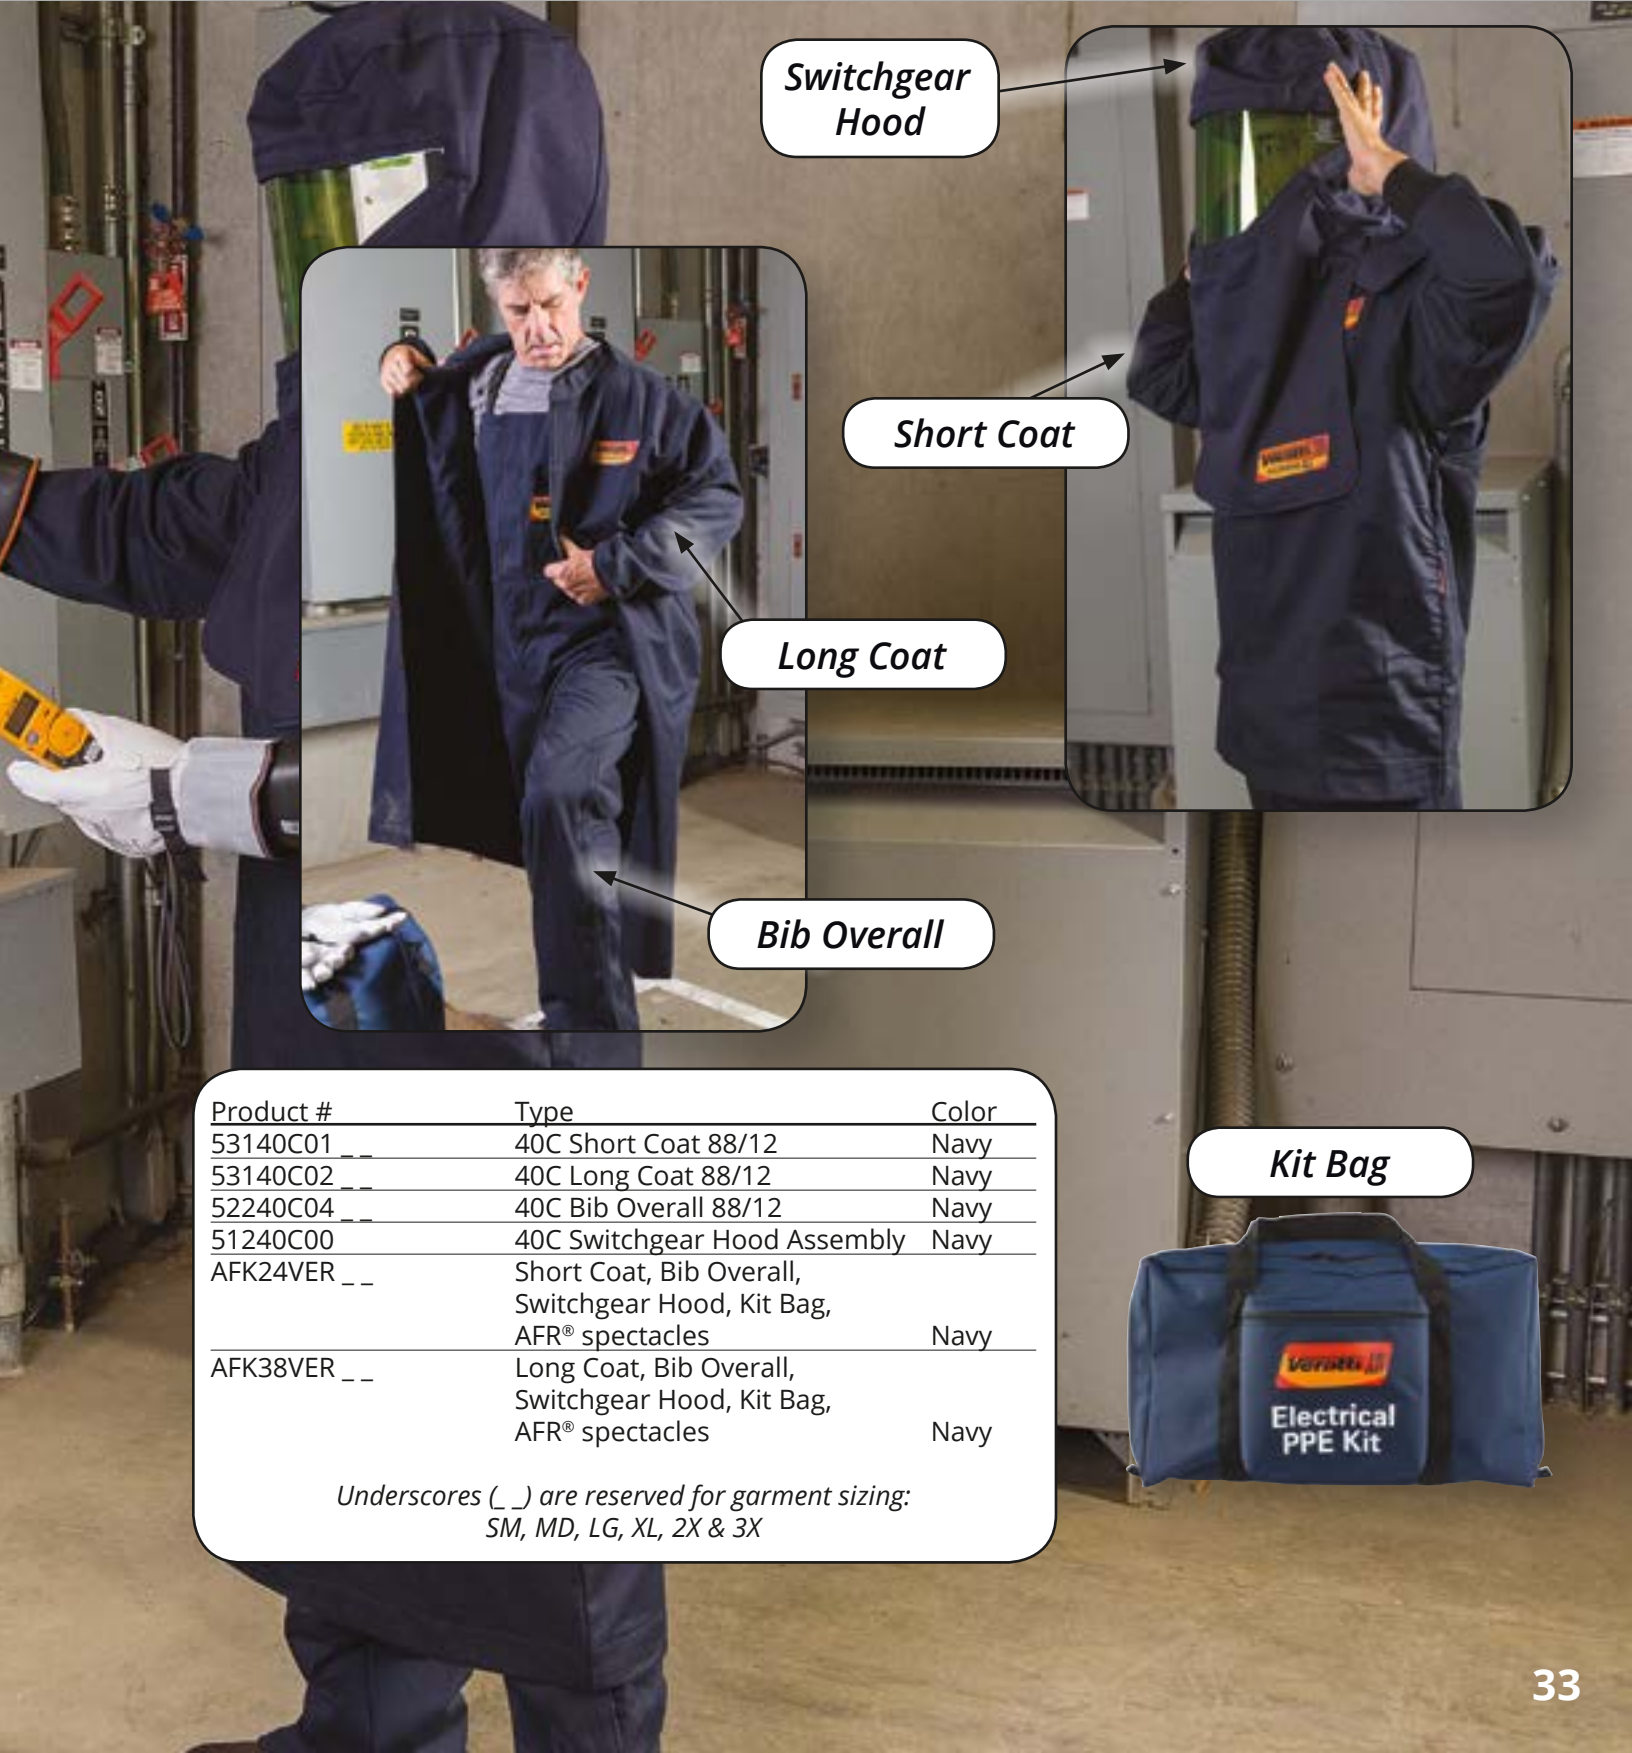 Switchgear
Hood
Short Coat
Long Coat
Bib Overall
Product # Type Color
53140C01 _ _ 40C Short Coat 88/12 Navy
53140C02 _ _ 40C Long Coat 88/12 Navy
52240C04 _ _ 40C Bib Overall 88/12 Navy
51240C00 40C Switchgear Hood Assembly Navy
AFK24VER _ _ Short Coat, Bib Overall,
Switchgear Hood, Kit Bag,
AFR® spectacles Navy
AFK38VER _ _ Long Coat, Bib Overall,
Switchgear Hood, Kit Bag,
AFR® spectacles Navy
Underscores (_ _) are reserved for garment sizing:
SM, MD, LG, XL, 2X & 3X
Kit Bag
Electrical
PPE Kit
33